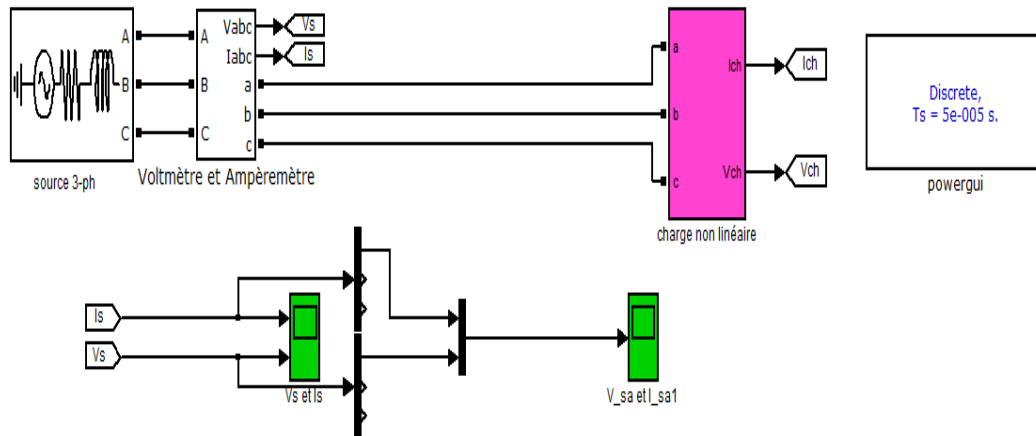 A
B
C
source 3-ph
A
B
C
Vabc
Iabc
a
b
c
Voltmètre et Ampèremètre
Vs
Is
a
b
c
Ich
Vch
charge non linéaire
Ich
Vch
Discrete,
Ts = 5e-005 s.
powergui
Is
Vs
Vs et Is
V_sa et I_sa1